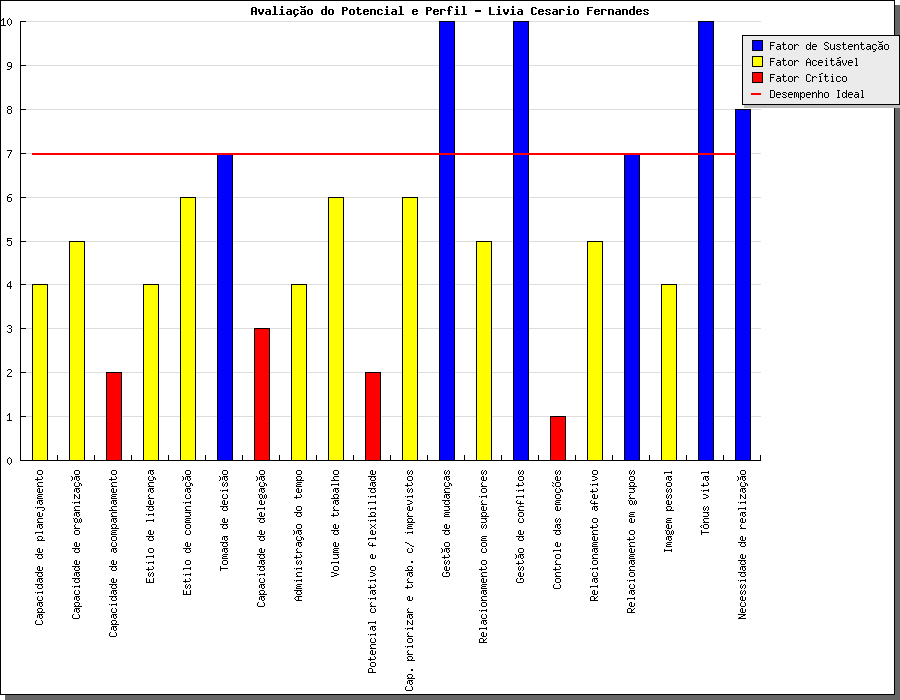 Avaliação do Potencial e Perfil - Livia Cesario Fernandes
10
9
8
7
6
5
4
3
2
1
0
Fator de Sustentação
Fator Aceitável
Fator Crítico
Desempenho Ideal
Capacidade de planejamento
Capacidade de organização
Capacidade de acompanhamento
Estilo de liderança
Estilo de comunicação
Tomada de decisão
Capacidade de delegação
Administração do tempo
Volume de trabalho
Potencial criativo e flexibilidade
Cap. priorizar e trab. c/ imprevistos
Gestão de mudanças
Relacionamento com superiores
Gestão de conflitos
Controle das emoções
Relacionamento afetivo
Relacionamento em grupos
Imagem pessoal
Tônus vital
Necessidade de realização